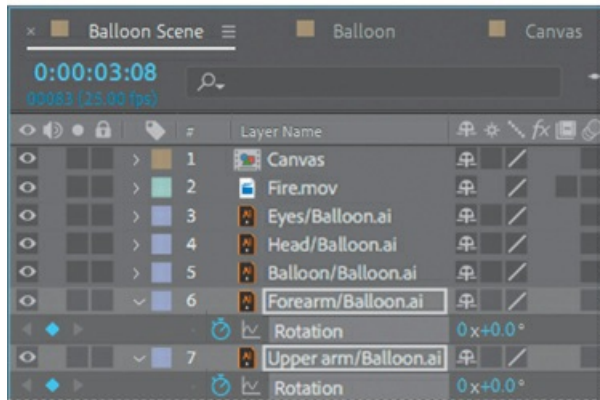 × Balloon Scene Balloon Canvas
0:00:03:08
00083 (25.00 fps)
# Layer Name fx
1 Canvas
2 Fire.mov
3 Eyes/Balloon.ai
4 Head/Balloon.ai
5 Balloon/Balloon.ai
6 Forearm/Balloon.ai
Rotation 0x+0.0°
7 Upper arm/Balloon.ai
Rotation 0x+0.0°